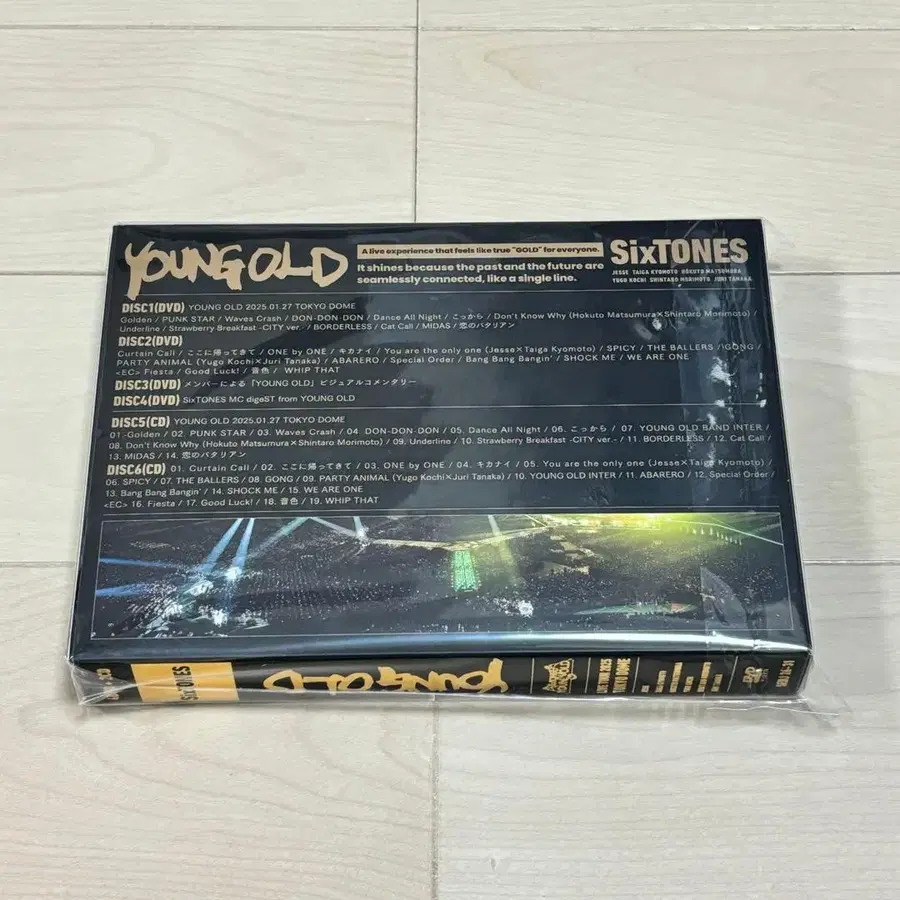 YOUNG OLD
A live experience that feels like true "GOLD" for everyone.
It shines because the past and the future are
seamlessly connected, like a single line.
SixTONES
JESSE TAIGA KYOMOTO HOKUTO MATSUMURA
YUGO KOCHI SHINTARO MORIMOTO JURI TANAKA
DISC1(DVD) YOUNG OLD 2025.01.27 TOKYO DOME
Golden / PUNK STAR / Waves Crash / DON-DON-DON / Dance All Night / こっから / Don't Know Why (Hokuto Matsumura×Shintaro Morimoto) /
Underline / Strawberry Breakfast -CITY ver. / BORDERLESS / Cat Call / MIDAS / 恋のバタリアン
DISC2(DVD)
Curtain Call / ここに帰ってきて / ONE by ONE / キカナイ / You are the only one (Jesse×Taiga Kyomoto) / SPICY / THE BALLERS / GONG /
PARTY ANIMAL (Yugo Kochi×Juri Tanaka) / ABARERO / Special Order / Bang Bang Bangin' / SHOCK ME / WE ARE ONE
<EC> Fiesta / Good Luck! / 音色 / WHIP THAT
DISC3(DVD) メンバーによる「YOUNG OLD」ビジュアルコメンタリー
DISC4(DVD) SixTONES MC digeST from YOUNG OLD
DISC5(CD) YOUNG OLD 2025.01.27 TOKYO DOME
01. Golden / 02. PUNK STAR / 03. Waves Crash / 04. DON-DON-DON / 05. Dance All Night / 06. こっから / 07. YOUNG OLD BAND INTER /
08. Don't Know Why (Hokuto Matsumura×Shintaro Morimoto) / 09. Underline / 10. Strawberry Breakfast -CITY ver.- / 11. BORDERLESS / 12. Cat Call /
13. MIDAS / 14. 恋のバタリアン
DISC6(CD) 01. Curtain Call / 02. ここに帰ってきて / 03. ONE by ONE / 04. キカナイ / 05. You are the only one (Jesse×Taiga Kyomoto) /
06. SPICY / 07. THE BALLERS / 08. GONG / 09. PARTY ANIMAL (Yugo Kochi×Juri Tanaka) / 10. YOUNG OLD INTER / 11. ABARERO / 12. Special Order /
13. Bang Bang Bangin' / 14. SHOCK ME / 15. WE ARE ONE
<EC> 16. Fiesta / 17. Good Luck! / 18. 音色 / 19. WHIP THAT
SixTONES
YOUNG OLD
LIVE TOUR 2025
TOKYO DOME